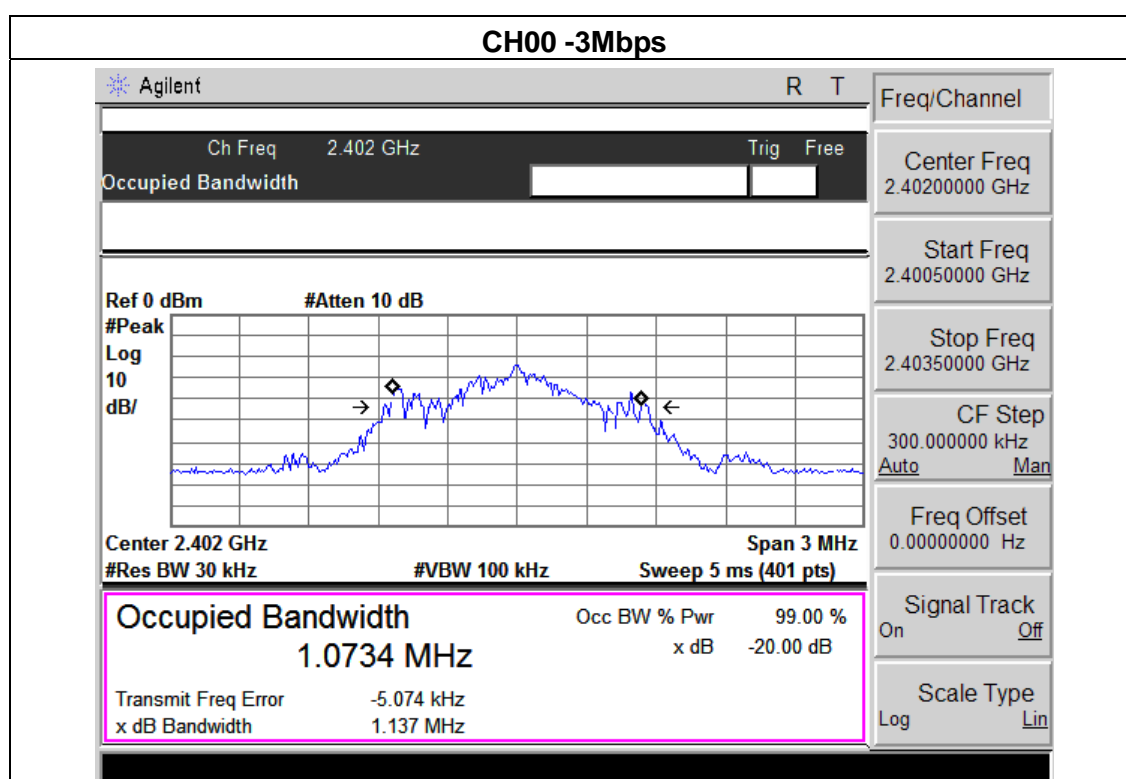 CH00 -3Mbps
Agilent R T
Freq/Channel
Ch Freq 2.402 GHz Trig Free
Occupied Bandwidth
Center Freq
2.40200000 GHz
Start Freq
2.40050000 GHz
Ref 0 dBm #Atten 10 dB
#Peak
Log
10
dB/
Stop Freq
2.40350000 GHz
CF Step
300.000000 kHz
Auto Man
Freq Offset
0.00000000 Hz
Center 2.402 GHz Span 3 MHz
#Res BW 30 kHz #VBW 100 kHz Sweep 5 ms (401 pts)
Occupied Bandwidth Occ BW % Pwr 99.00 %
1.0734 MHz x dB -20.00 dB
Signal Track
On Off
Transmit Freq Error -5.074 kHz
x dB Bandwidth 1.137 MHz
Scale Type
Log Lin